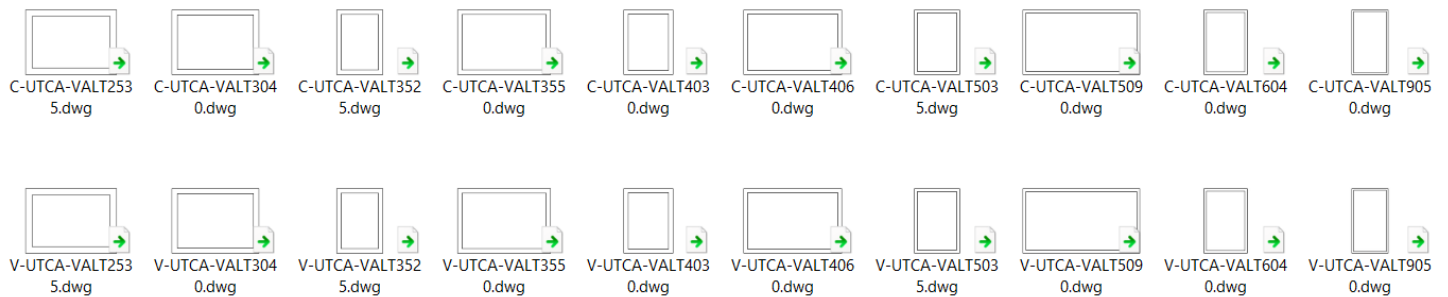 C-UTCA-VALT253 C-UTCA-VALT304 C-UTCA-VALT352 C-UTCA-VALT355 C-UTCA-VALT403 C-UTCA-VALT406 C-UTCA-VALT503 C-UTCA-VALT509 C-UTCA-VALT604 C-UTCA-VALT905
5.dwg 0.dwg 5.dwg 0.dwg 0.dwg 0.dwg 5.dwg 0.dwg 0.dwg 0.dwg
V-UTCA-VALT253 V-UTCA-VALT304 V-UTCA-VALT352 V-UTCA-VALT355 V-UTCA-VALT403 V-UTCA-VALT406 V-UTCA-VALT503 V-UTCA-VALT509 V-UTCA-VALT604 V-UTCA-VALT905
5.dwg 0.dwg 5.dwg 0.dwg 0.dwg 0.dwg 5.dwg 0.dwg 0.dwg 0.dwg